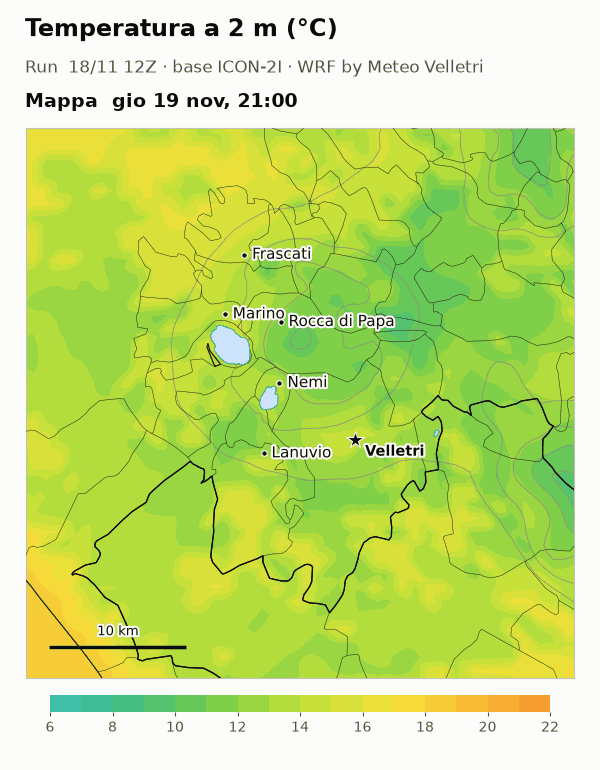 Temperatura a 2 m (°C)
Run  18/11 12Z · base ICON-2I · WRF by Meteo Velletri
Mappa  gio 19 nov, 21:00
Frascati
Marino
Rocca di Papa
Nemi
Velletri
Lanuvio
10 km
6 8 10 12 14 16 18 20 22